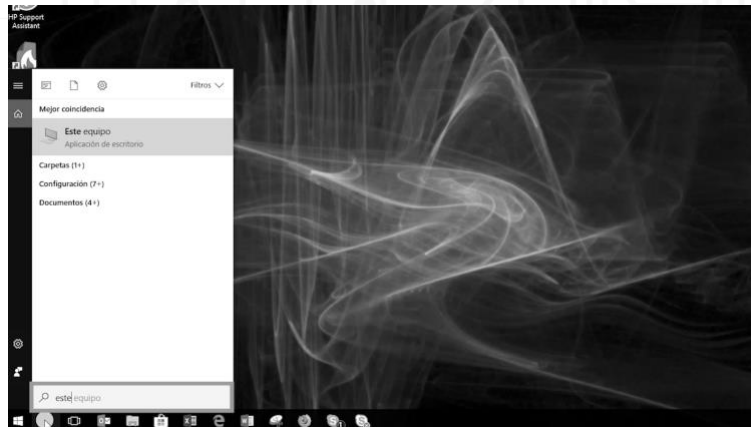 HP Support
Assistant
Filtros
Mejor coincidencia
Este equipo
Aplicación de escritorio
Carpetas (1+)
Configuración (7+)
Documentos (4+)
este equipo